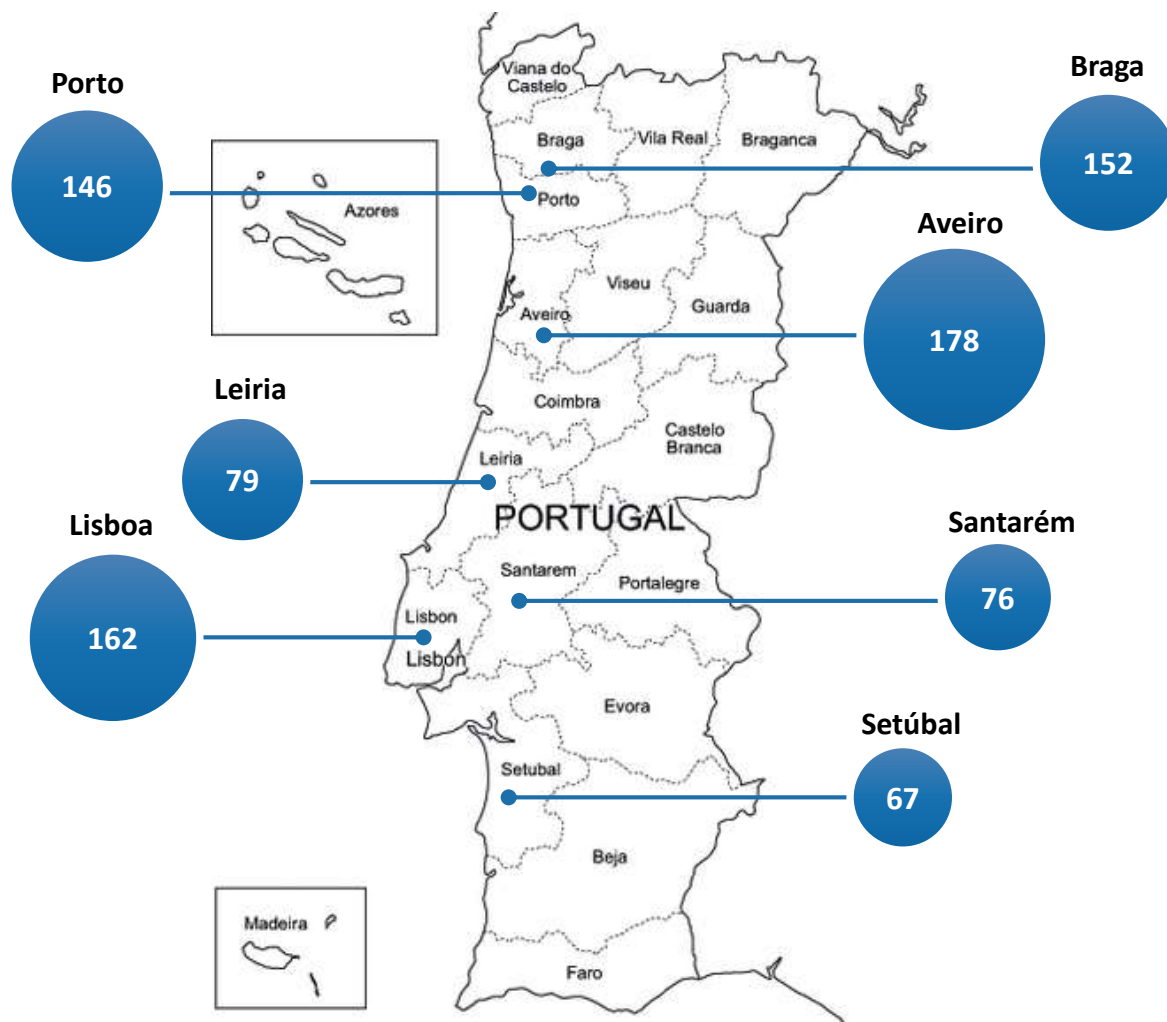 Porto
146
Braga
152
Aveiro
178
Leiria
79
Lisboa
162
Santarém
76
Setúbal
67
Viana do
Castelo
Braga
Vila Real
Braganca
Porto
Azores
Viseu
Guarda
Aveiro
Coimbra
Castelo
Branca
Leiria
PORTUGAL
Santarem
Portalegre
Lisbon
Lisbon
Evora
Setubal
Beja
Madeira
Faro